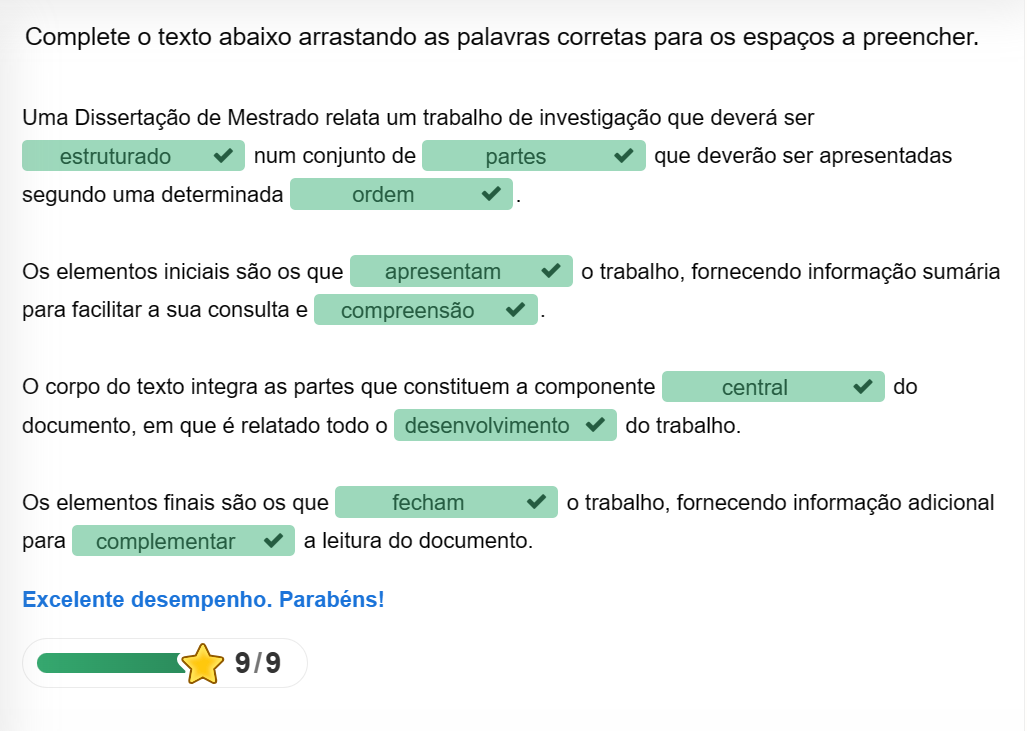 Complete o texto abaixo arrastando as palavras corretas para os espaços a preencher.
Uma Dissertação de Mestrado relata um trabalho de investigação que deverá ser
estruturado num conjunto de partes que deverão ser apresentadas
segundo uma determinada ordem .
Os elementos iniciais são os que apresentam o trabalho, fornecendo informação sumária
para facilitar a sua consulta e compreensão .
O corpo do texto integra as partes que constituem a componente central do
documento, em que é relatado todo o desenvolvimento do trabalho.
Os elementos finais são os que fecham o trabalho, fornecendo informação adicional
para complementar a leitura do documento.
Excelente desempenho. Parabéns!
9/9